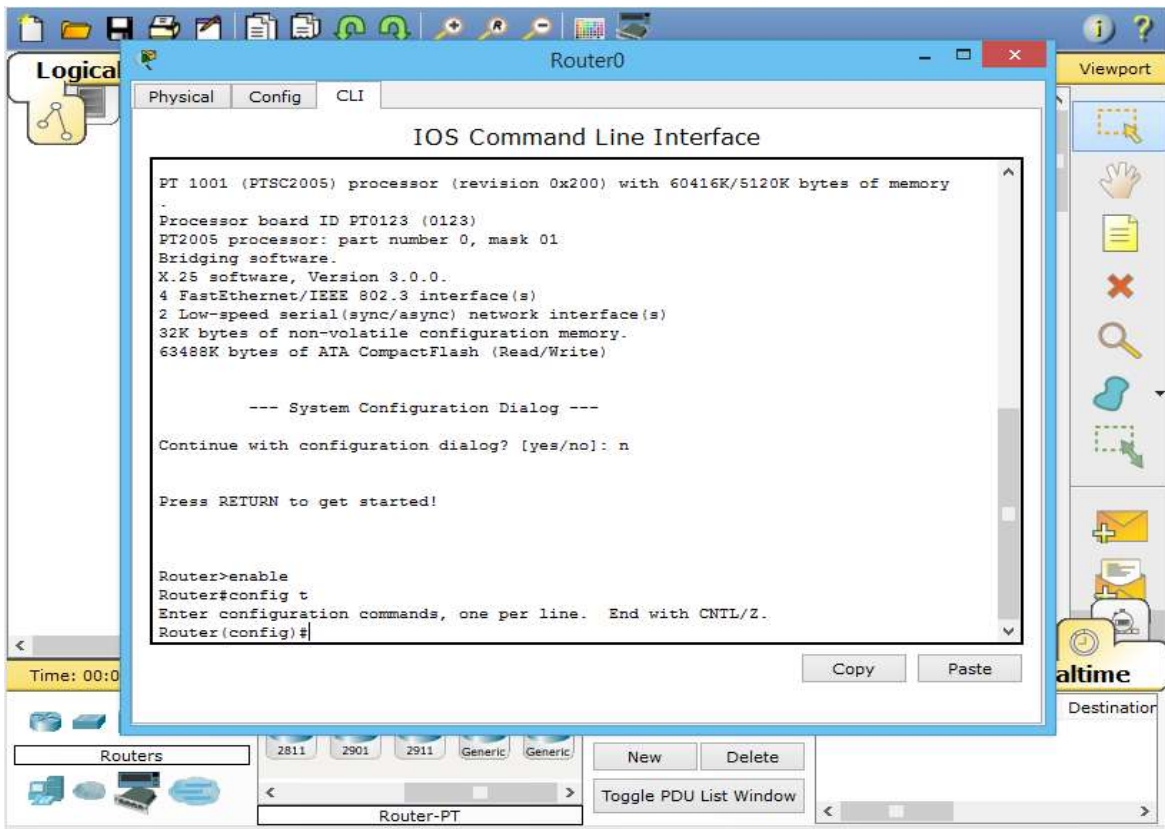 Logical
Router0
Viewport
Physical
Config
CLI
IOS Command Line Interface
PT 1001 (PTSC2005) processor (revision 0x200) with 60416K/5120K bytes of memory
.
Processor board ID PT0123 (0123)
PT2005 processor: part number 0, mask 01
Bridging software.
X.25 software, Version 3.0.0.
4 FastEthernet/IEEE 802.3 interface(s)
2 Low-speed serial(sync/async) network interface(s)
32K bytes of non-volatile configuration memory.
63488K bytes of ATA CompactFlash (Read/Write)
--- System Configuration Dialog ---
Continue with configuration dialog? [yes/no]: n
Press RETURN to get started!
Router>enable
Router#config t
Enter configuration commands, one per line.  End with CNTL/Z.
Router(config)#
Copy
Paste
Time: 00:0
altime
Destination
Routers
2811
2901
2911
Generic
Generic
New
Delete
Toggle PDU List Window
Router-PT